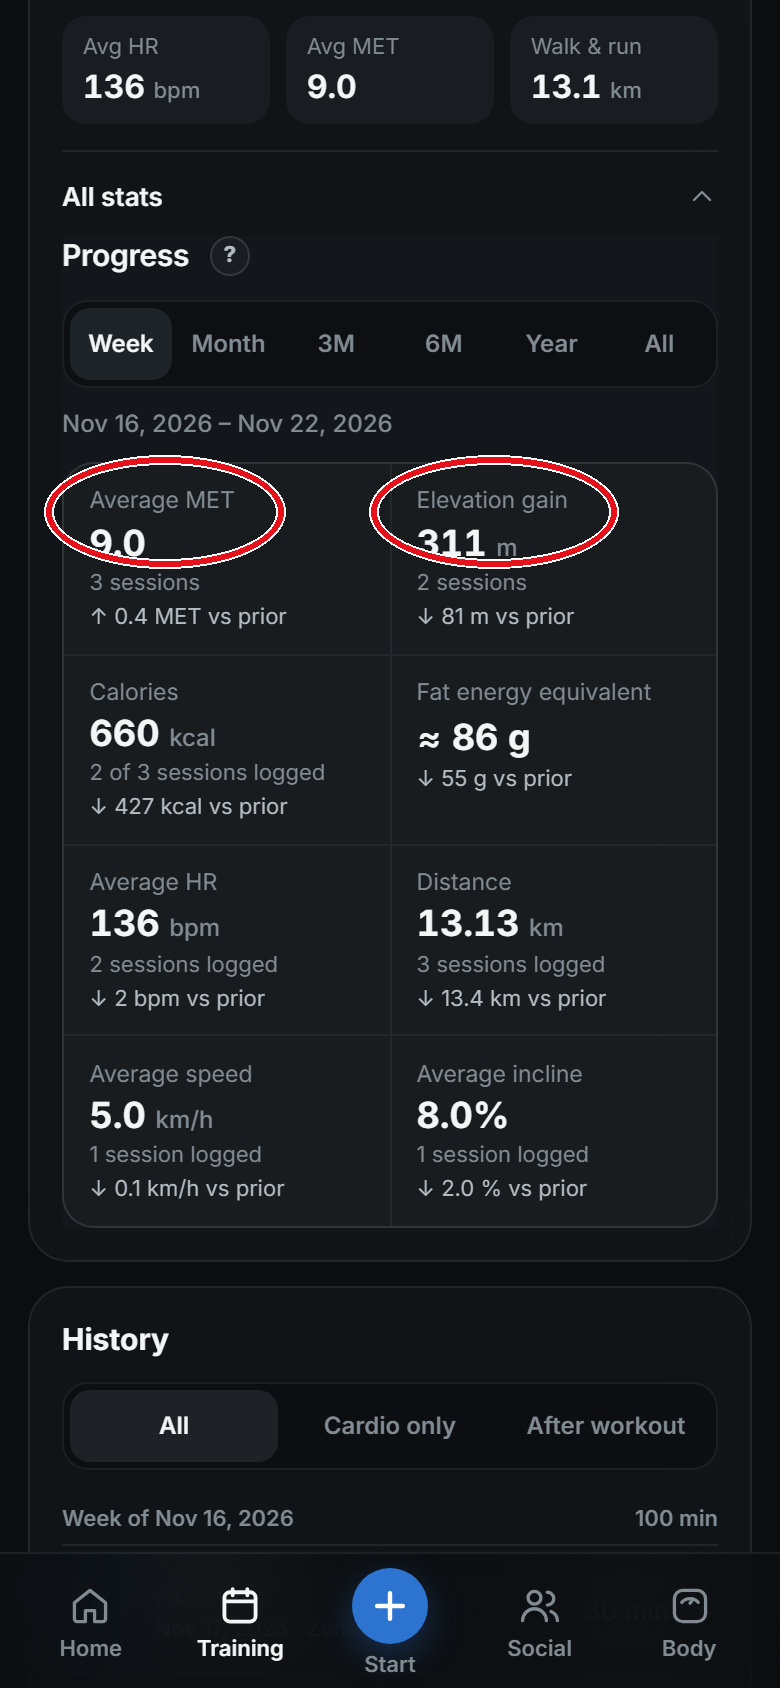 Avg HR
136 bpm
Avg MET
9.0
Walk & run
13.1 km
All stats
Progress ?
Week Month 3M 6M Year All
Nov 16, 2026 – Nov 22, 2026
Average MET
9.0
3 sessions
↑ 0.4 MET vs prior
Elevation gain
311 m
2 sessions
↓ 81 m vs prior
Calories
660 kcal
2 of 3 sessions logged
↓ 427 kcal vs prior
Fat energy equivalent
≈ 86 g
↓ 55 g vs prior
Average HR
136 bpm
2 sessions logged
↓ 2 bpm vs prior
Distance
13.13 km
3 sessions logged
↓ 13.4 km vs prior
Average speed
5.0 km/h
1 session logged
↓ 0.1 km/h vs prior
Average incline
8.0%
1 session logged
↓ 2.0 % vs prior
History
All Cardio only After workout
Week of Nov 16, 2026 100 min
Home
Training
Start
Social
Body